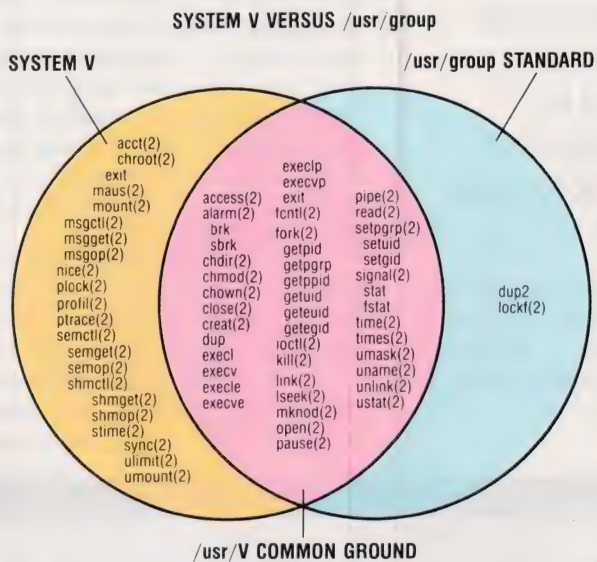 SYSTEM V VERSUS /usr/group
SYSTEM V
/usr/group STANDARD
acct(2)
chroot(2)
exit
maus(2)
mount(2)
msgctl(2)
msgget(2)
msgop(2)
nice(2)
plock(2)
profil(2)
ptrace(2)
semctl(2)
semget(2)
semop(2)
shmctl(2)
shmget(2)
shmop(2)
stime(2)
sync(2)
ulimit(2)
umount(2)
access(2)
alarm(2)
brk
sbrk
chdir(2)
chmod(2)
chown(2)
close(2)
creat(2)
dup
execl
execv
execle
execve
execlp
execvp
exit
fcntl(2)
fork(2)
getpid
getpgrp
getppid
getuid
geteuid
getegid
ioctl(2)
kill(2)
link(2)
lseek(2)
mknod(2)
open(2)
pause(2)
pipe(2)
read(2)
setpgrp(2)
setuid
setgid
signal(2)
stat
fstat
time(2)
times(2)
umask(2)
uname(2)
unlink(2)
ustat(2)
dup2
lockf(2)
/usr/V COMMON GROUND